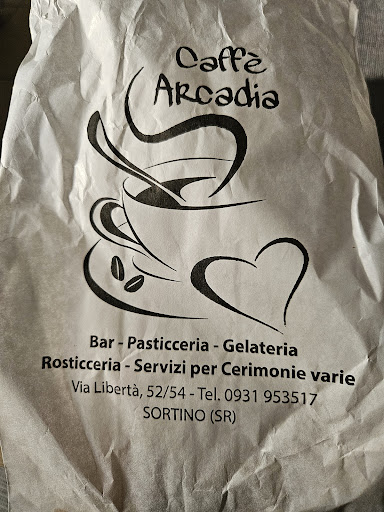 Caffè
Arcadia
Bar - Pasticceria - Gelateria
Rosticceria - Servizi per Cerimonie varie
Via Libertà, 52/54 - Tel. 0931 953517
SORTINO (SR)